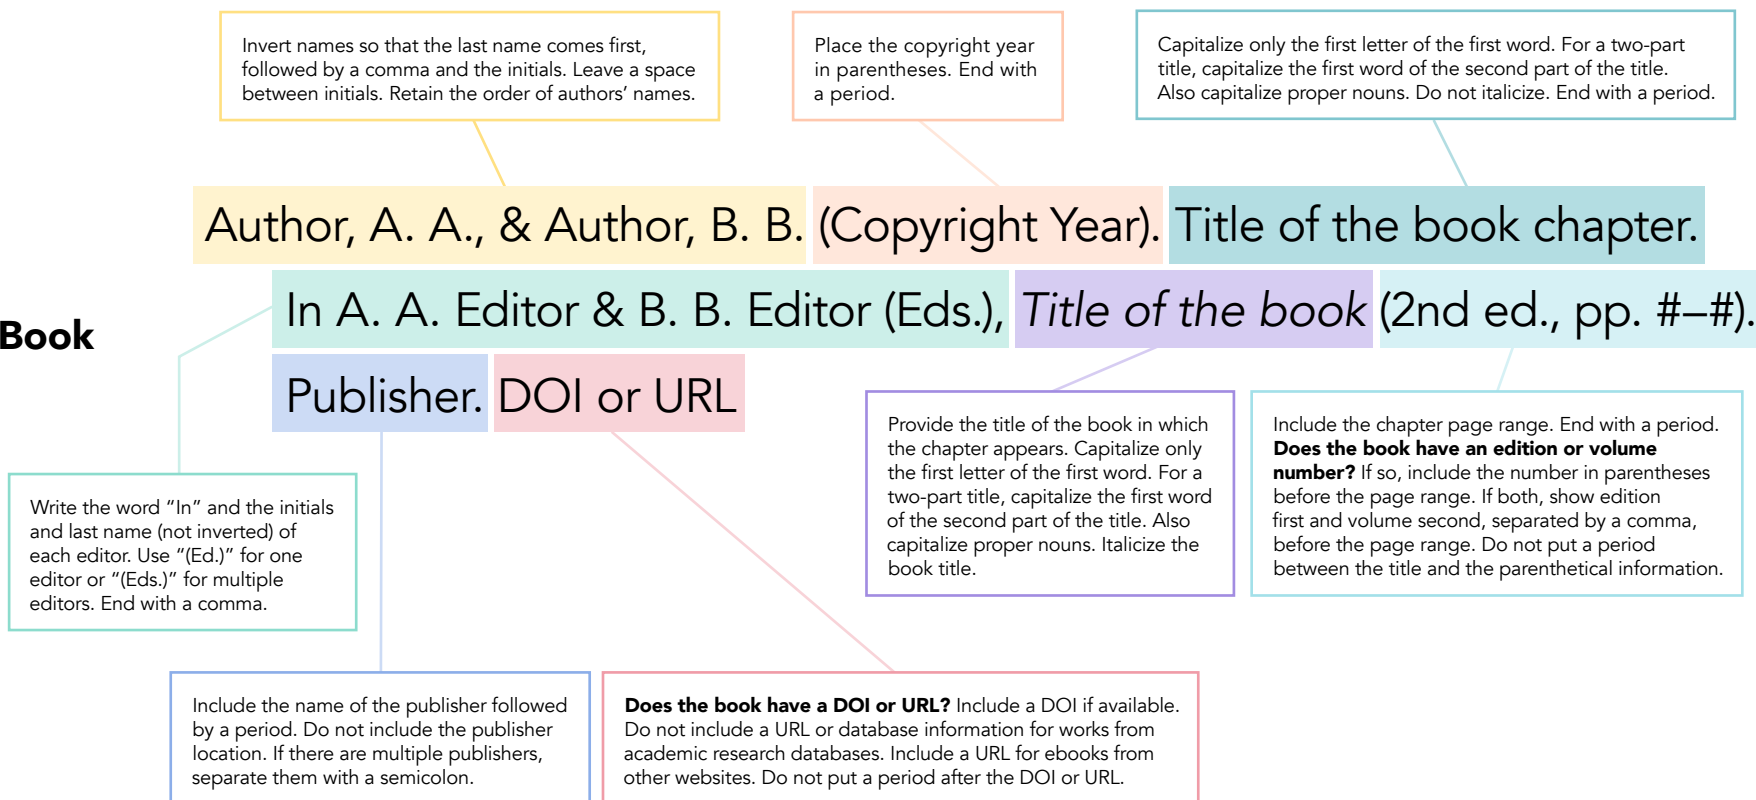 Invert names so that the last name comes first,
followed by a comma and the initials. Leave a space
between initials. Retain the order of authors’ names.
Place the copyright year
in parentheses. End with
a period.
Capitalize only the first letter of the first word. For a two-part
title, capitalize the first word of the second part of the title.
Also capitalize proper nouns. Do not italicize. End with a period.
Author, A. A., & Author, B. B. (Copyright Year). Title of the book chapter.
In A. A. Editor & B. B. Editor (Eds.), Title of the book (2nd ed., pp. #–#).
Book
Publisher. DOI or URL
Write the word “In” and the initials
and last name (not inverted) of
each editor. Use “(Ed.)” for one
editor or “(Eds.)” for multiple
editors. End with a comma.
Provide the title of the book in which
the chapter appears. Capitalize only
the first letter of the first word. For a
two-part title, capitalize the first word
of the second part of the title. Also
capitalize proper nouns. Italicize the
book title.
Include the chapter page range. End with a period.
Does the book have an edition or volume
number? If so, include the number in parentheses
before the page range. If both, show edition
first and volume second, separated by a comma,
before the page range. Do not put a period
between the title and the parenthetical information.
Include the name of the publisher followed
by a period. Do not include the publisher
location. If there are multiple publishers,
separate them with a semicolon.
Does the book have a DOI or URL? Include a DOI if available.
Do not include a URL or database information for works from
academic research databases. Include a URL for ebooks from
other websites. Do not put a period after the DOI or URL.